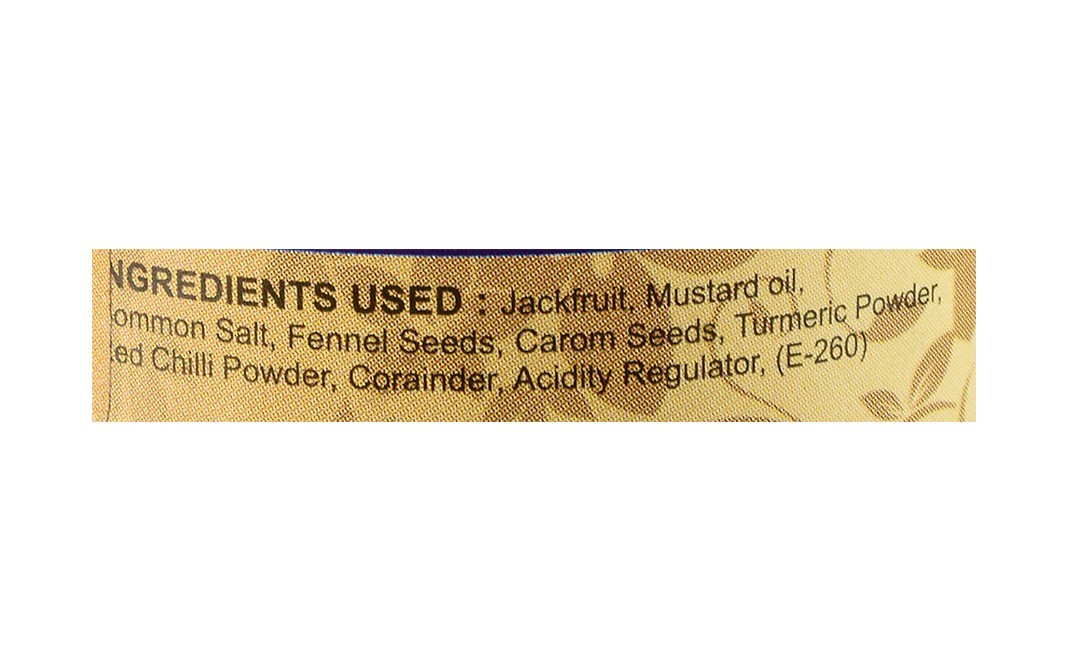 NGREDIENTS USED : Jackfruit, Mustard oil,
ommon Salt, Fennel Seeds, Carom Seeds, Turmeric Powder,
ed Chilli Powder, Corainder, Acidity Regulator, (E-260)